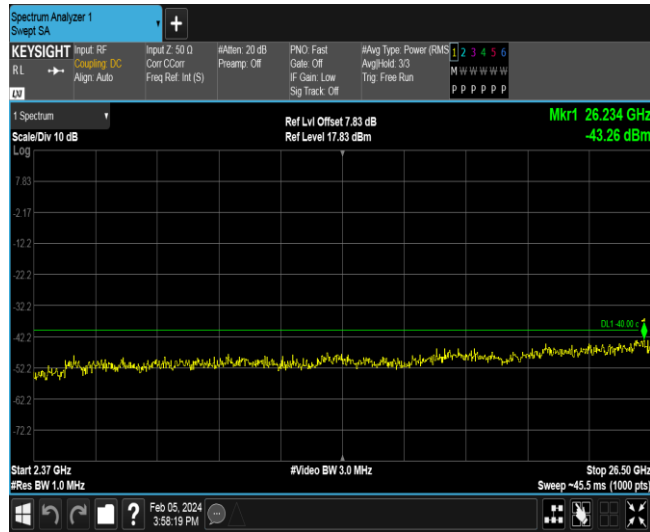 Spectrum Analyzer 1
Swept SA
+
KEYSIGHT Input: RF Input Z: 50 Ω #Atten: 20 dB PNO: Fast #Avg Type: Power (RMS 1 2 3 4 5 6
RL Coupling: DC Corr CCorr Preamp: Off Gate: Off Avg|Hold: 3/3 M W W W W W
Align: Auto Freq Ref: Int (S) IF Gain: Low Trig: Free Run
LXI Sig Track: Off P P P P P P
1 Spectrum Ref Lvl Offset 7.83 dB Mkr1 26.234 GHz
Scale/Div 10 dB Ref Level 17.83 dBm -43.26 dBm
Log
7.83
-2.17
-12.2
-22.2
-32.2
DL1 -40.00 1
-42.2
-52.2
-62.2
-72.2
Start 2.37 GHz #Video BW 3.0 MHz Stop 26.50 GHz
#Res BW 1.0 MHz Sweep ~45.5 ms (1000 pts)
? Feb 05, 2024
3:58:19 PM